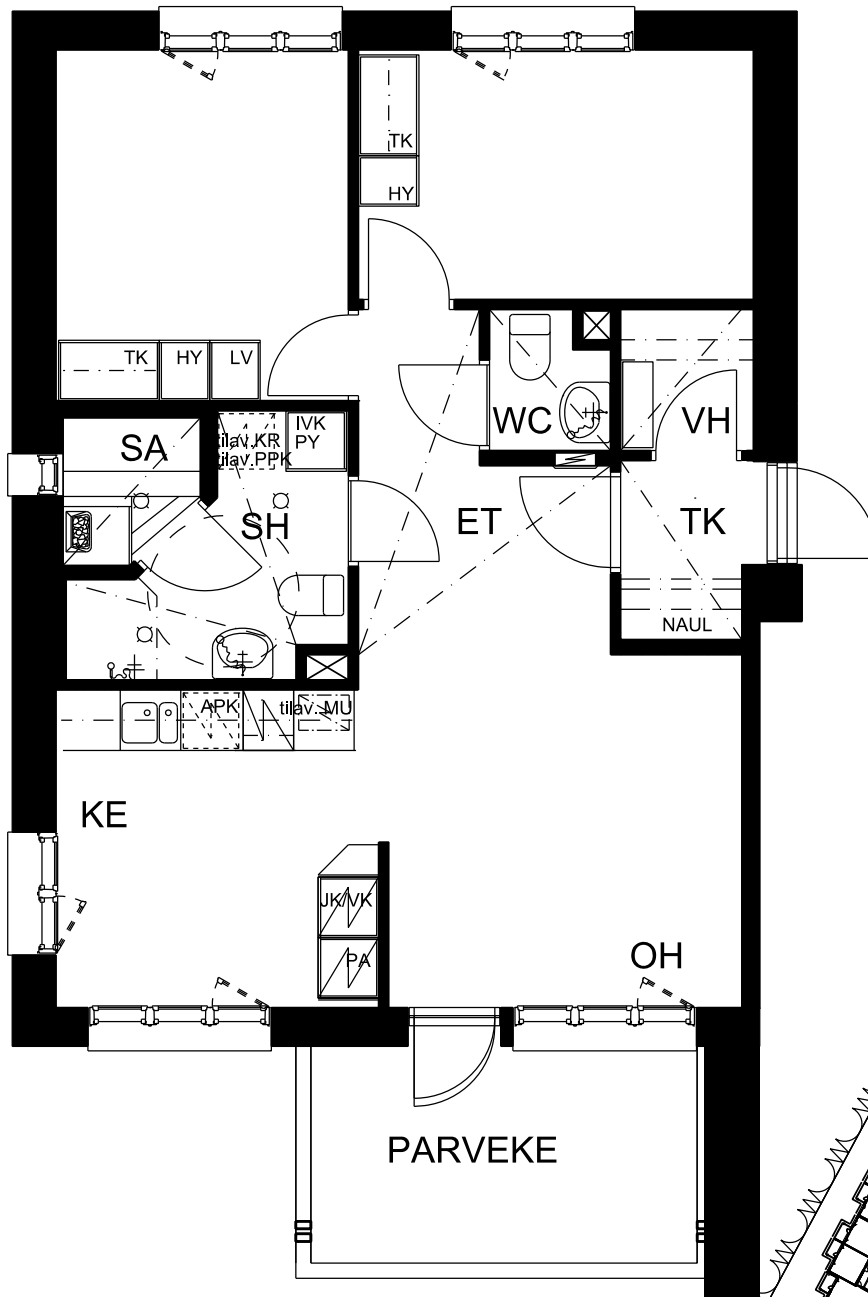 TK
HY
TK HY LV
WC
VH
SA
tilav.KR
tilav.PPK
IVK
PY
SH
ET
TK
NAUL
APK
tilav. MU
KE
JK/VK
PA
OH
PARVEKE